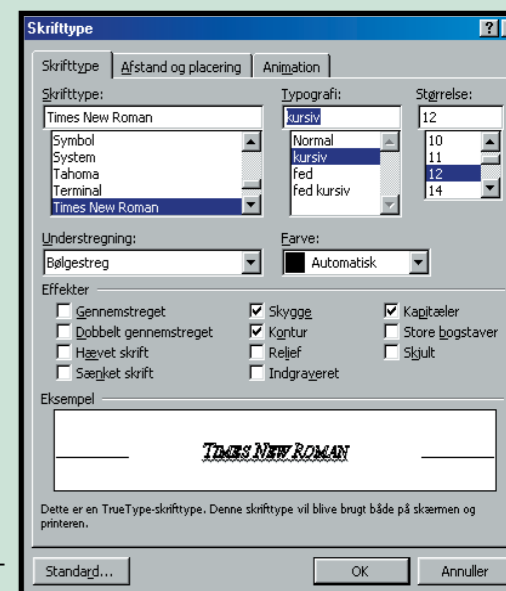 Skrifttype
?
Skrifttype Afstand og placering Animation
Skrifttype: Typografi: Størrelse:
Times New Roman kursiv 12
Symbol Normal 10
System kursiv 11
Tahoma fed 12
Terminal fed kursiv 14
Times New Roman
Understregning: Farve:
Bølgestreg Automatisk
Effekter
Gennemstreget Skygge Kapitæler
Dobbelt gennemstreget Kontur Store bogstaver
Hævet skrift Relief Skjult
Sænket skrift Indgraveret
Eksempel
TIMES NEW ROMAN
Dette er en TrueType-skrifttype. Denne skrifttype vil blive brugt både på skærmen og
printeren.
Standard... OK Annuller